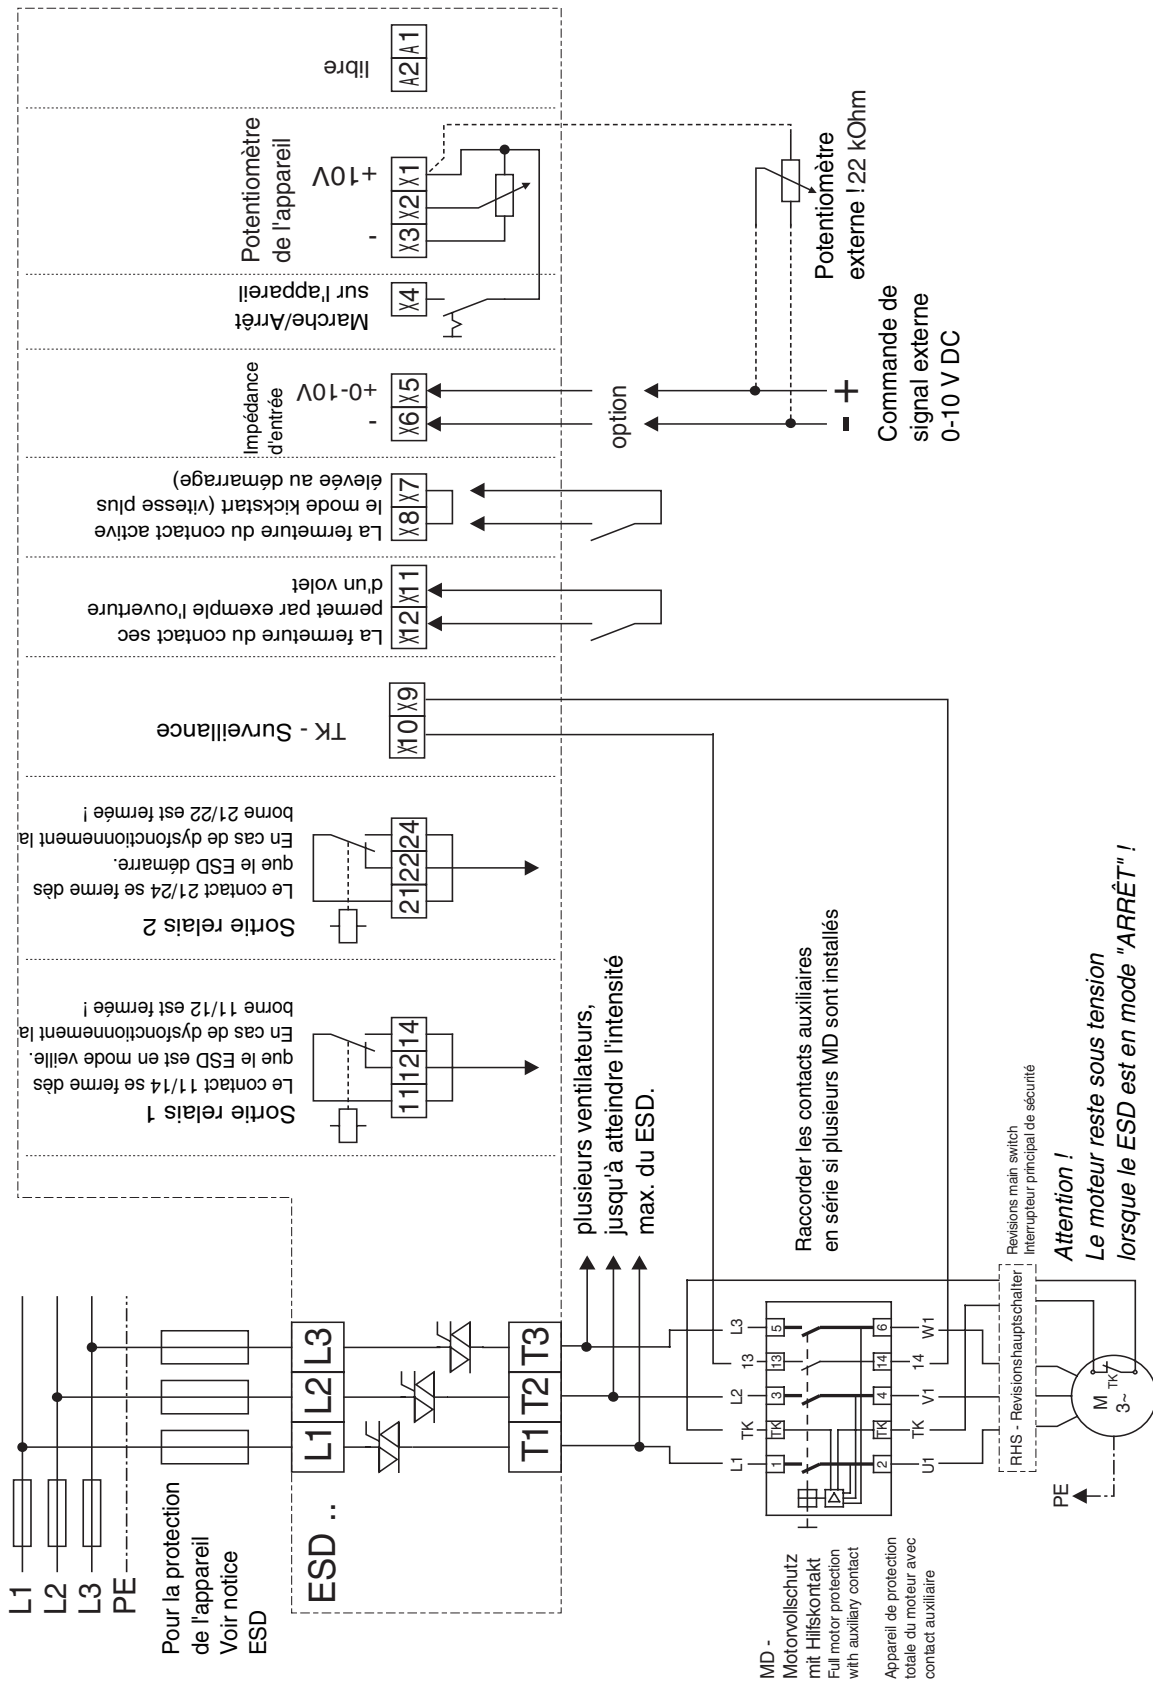 L1
L2
L3
PE
Pour la protection
de l'appareil
Voir notice
ESD
ESD ..
L1 L2 L3
T1 T2 T3
plusieurs ventilateurs,
jusqu'à atteindre l'intensité
max. du ESD.
Sortie relais 1
Le contact 11/14 se ferme dès
que le ESD est en mode veille.
En cas de dysfonctionnement la
borne 11/12 est fermée !
11 12 14
Sortie relais 2
Le contact 21/24 se ferme dès
que le ESD démarre.
En cas de dysfonctionnement la
borne 21/22 est fermée !
21 22 24
TK - Surveillance
X10 X9
La fermeture du contact sec
permet par exemple l'ouverture
d'un volet
X12 X11
La fermeture du contact active
le mode kickstart (vitesse plus
élevée au démarrage)
X8 X7
Impédance
d'entrée
- +0-10V
X6 X5
option
- +
Commande de
signal externe
0-10 V DC
Marche/Arrêt
sur l'appareil
X4
Potentiomètre
de l'appareil
- +10V
X3 X2 X1
Potentiomètre
externe ! 22 kOhm
libre
A2 A1
MD -
Motorvollschutz
mit Hilfskontakt
Full motor protection
with auxiliary contact
Appareil de protection
totale du moteur avec
contact auxiliaire
L1 TK L2 13 L3
1 TK 3 13 5
2 TK 4 14 6
U1 TK V1 14 W1
Raccorder les contacts auxiliaires
en série si plusieurs MD sont installés
RHS - Revisionshauptschalter
Revisions main switch
Interrupteur principal de sécurité
PE
M
3~
TK
Attention !
Le moteur reste sous tension
lorsque le ESD est en mode "ARRÊT" !